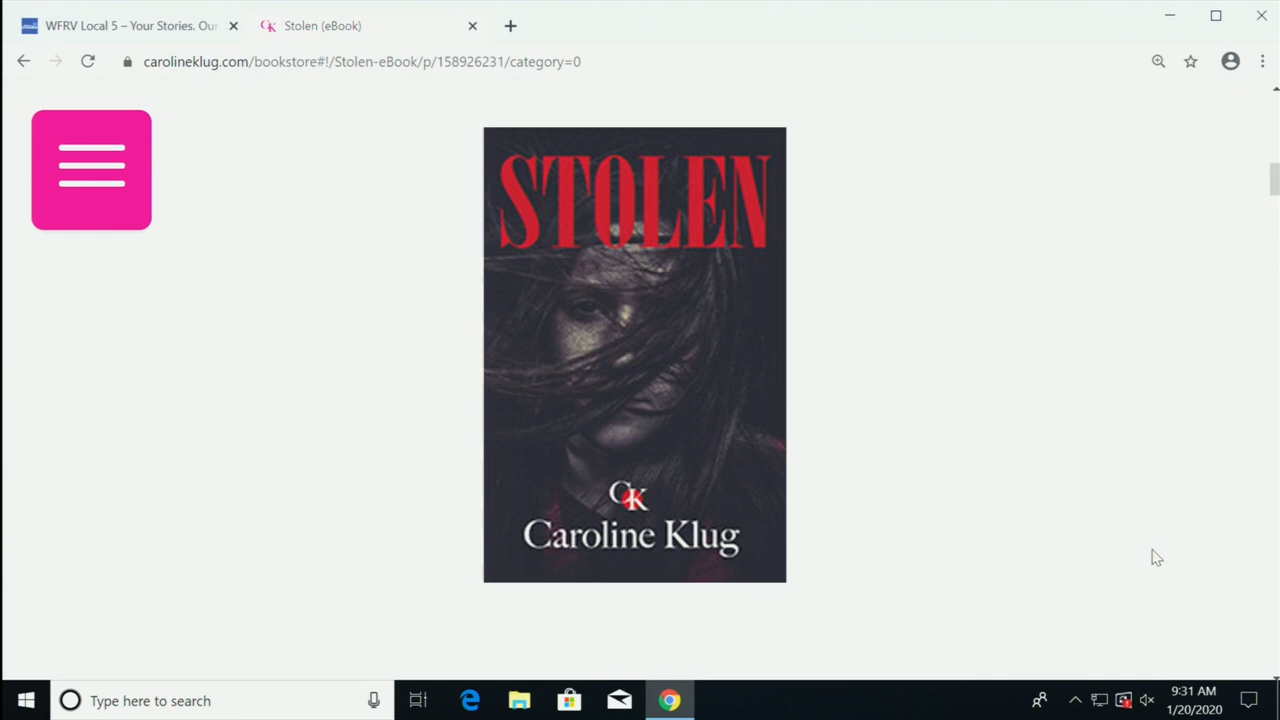 WFRV Local 5 – Your Stories. Our
Stolen (eBook)
carolineklug.com/bookstore#!/Stolen-eBook/p/158926231/category=0
STOLEN
CK
Caroline Klug
Type here to search
9:31 AM
1/20/2020